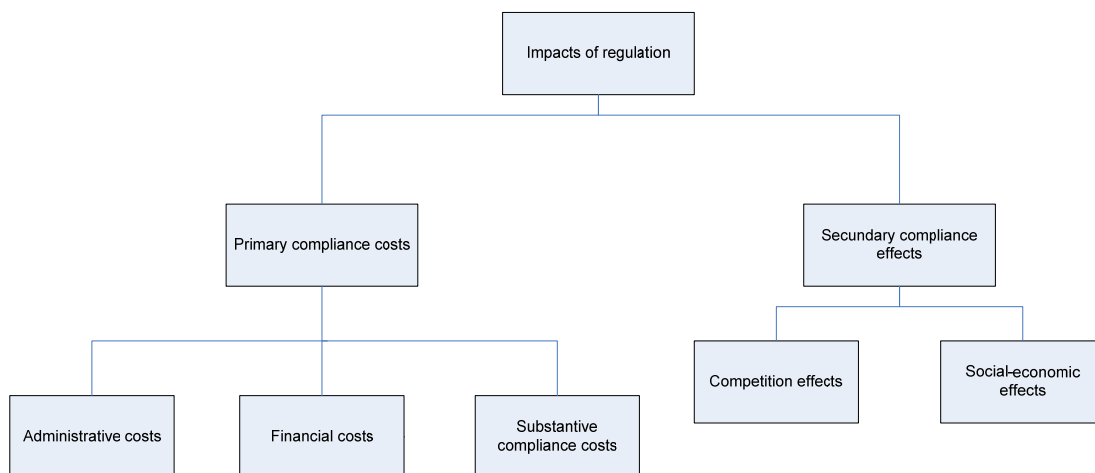 Impacts of regulation
Primary compliance costs
Secundary compliance
effects
Competition effects
Social-economic
effects
Administrative costs
Financial costs
Substantive
compliance costs